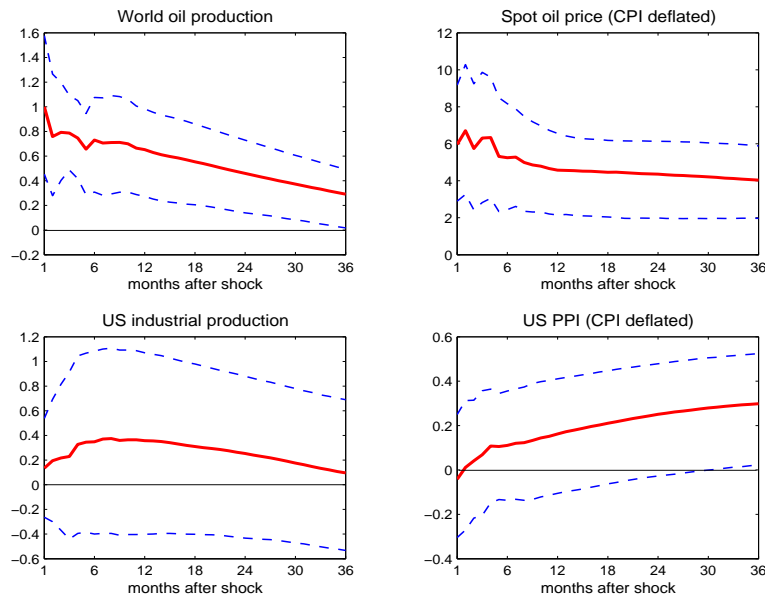 World oil production
1.6
1.4
1.2
1
0.8
0.6
0.4
0.2
0
−0.2
1 6 12 18 24 30 36
months after shock
Spot oil price (CPI deflated)
12
10
8
6
4
2
0
1 6 12 18 24 30 36
months after shock
US industrial production
1.2
1
0.8
0.6
0.4
0.2
0
−0.2
−0.4
−0.6
1 6 12 18 24 30 36
months after shock
US PPI (CPI deflated)
0.6
0.4
0.2
0
−0.2
−0.4
1 6 12 18 24 30 36
months after shock